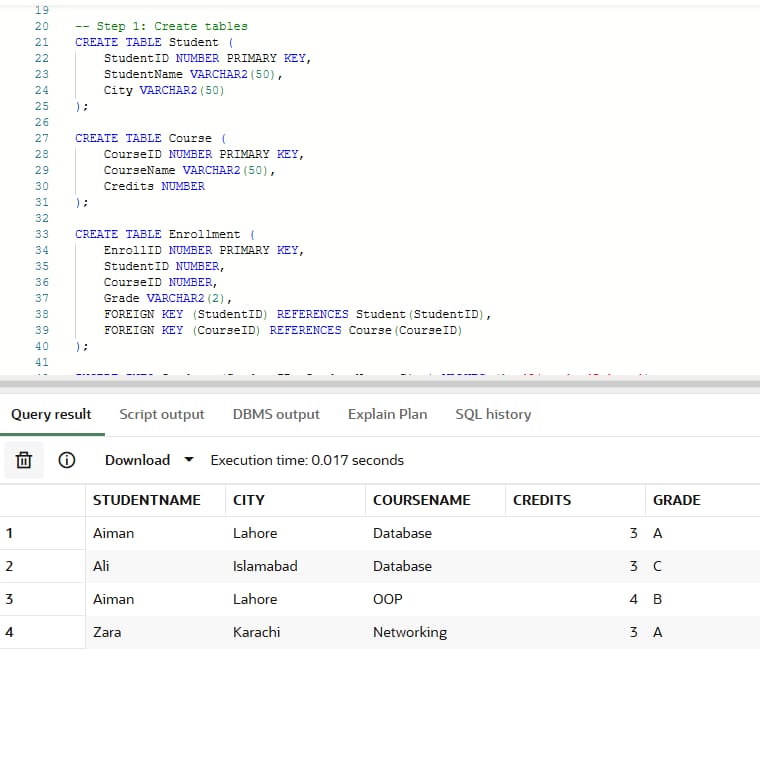 19
20 -- Step 1: Create tables
21 CREATE TABLE Student (
22 StudentID NUMBER PRIMARY KEY,
23 StudentName VARCHAR2(50),
24 City VARCHAR2(50)
25 );
26
27 CREATE TABLE Course (
28 CourseID NUMBER PRIMARY KEY,
29 CourseName VARCHAR2(50),
30 Credits NUMBER
31 );
32
33 CREATE TABLE Enrollment (
34 EnrollID NUMBER PRIMARY KEY,
35 StudentID NUMBER,
36 CourseID NUMBER,
37 Grade VARCHAR2(2),
38 FOREIGN KEY (StudentID) REFERENCES Student(StudentID),
39 FOREIGN KEY (CourseID) REFERENCES Course(CourseID)
40 );
41
Query result Script output DBMS output Explain Plan SQL history
Download Execution time: 0.017 seconds
STUDENTNAME CITY COURSENAME CREDITS GRADE
1 Aiman Lahore Database 3 A
2 Ali Islamabad Database 3 C
3 Aiman Lahore OOP 4 B
4 Zara Karachi Networking 3 A